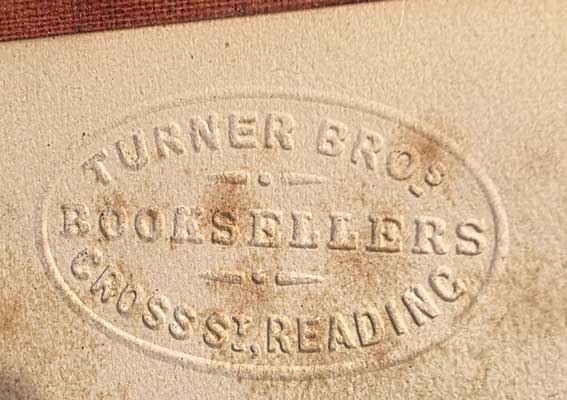 TURNER BROS.
BOOKSELLERS
CROSS ST, READING